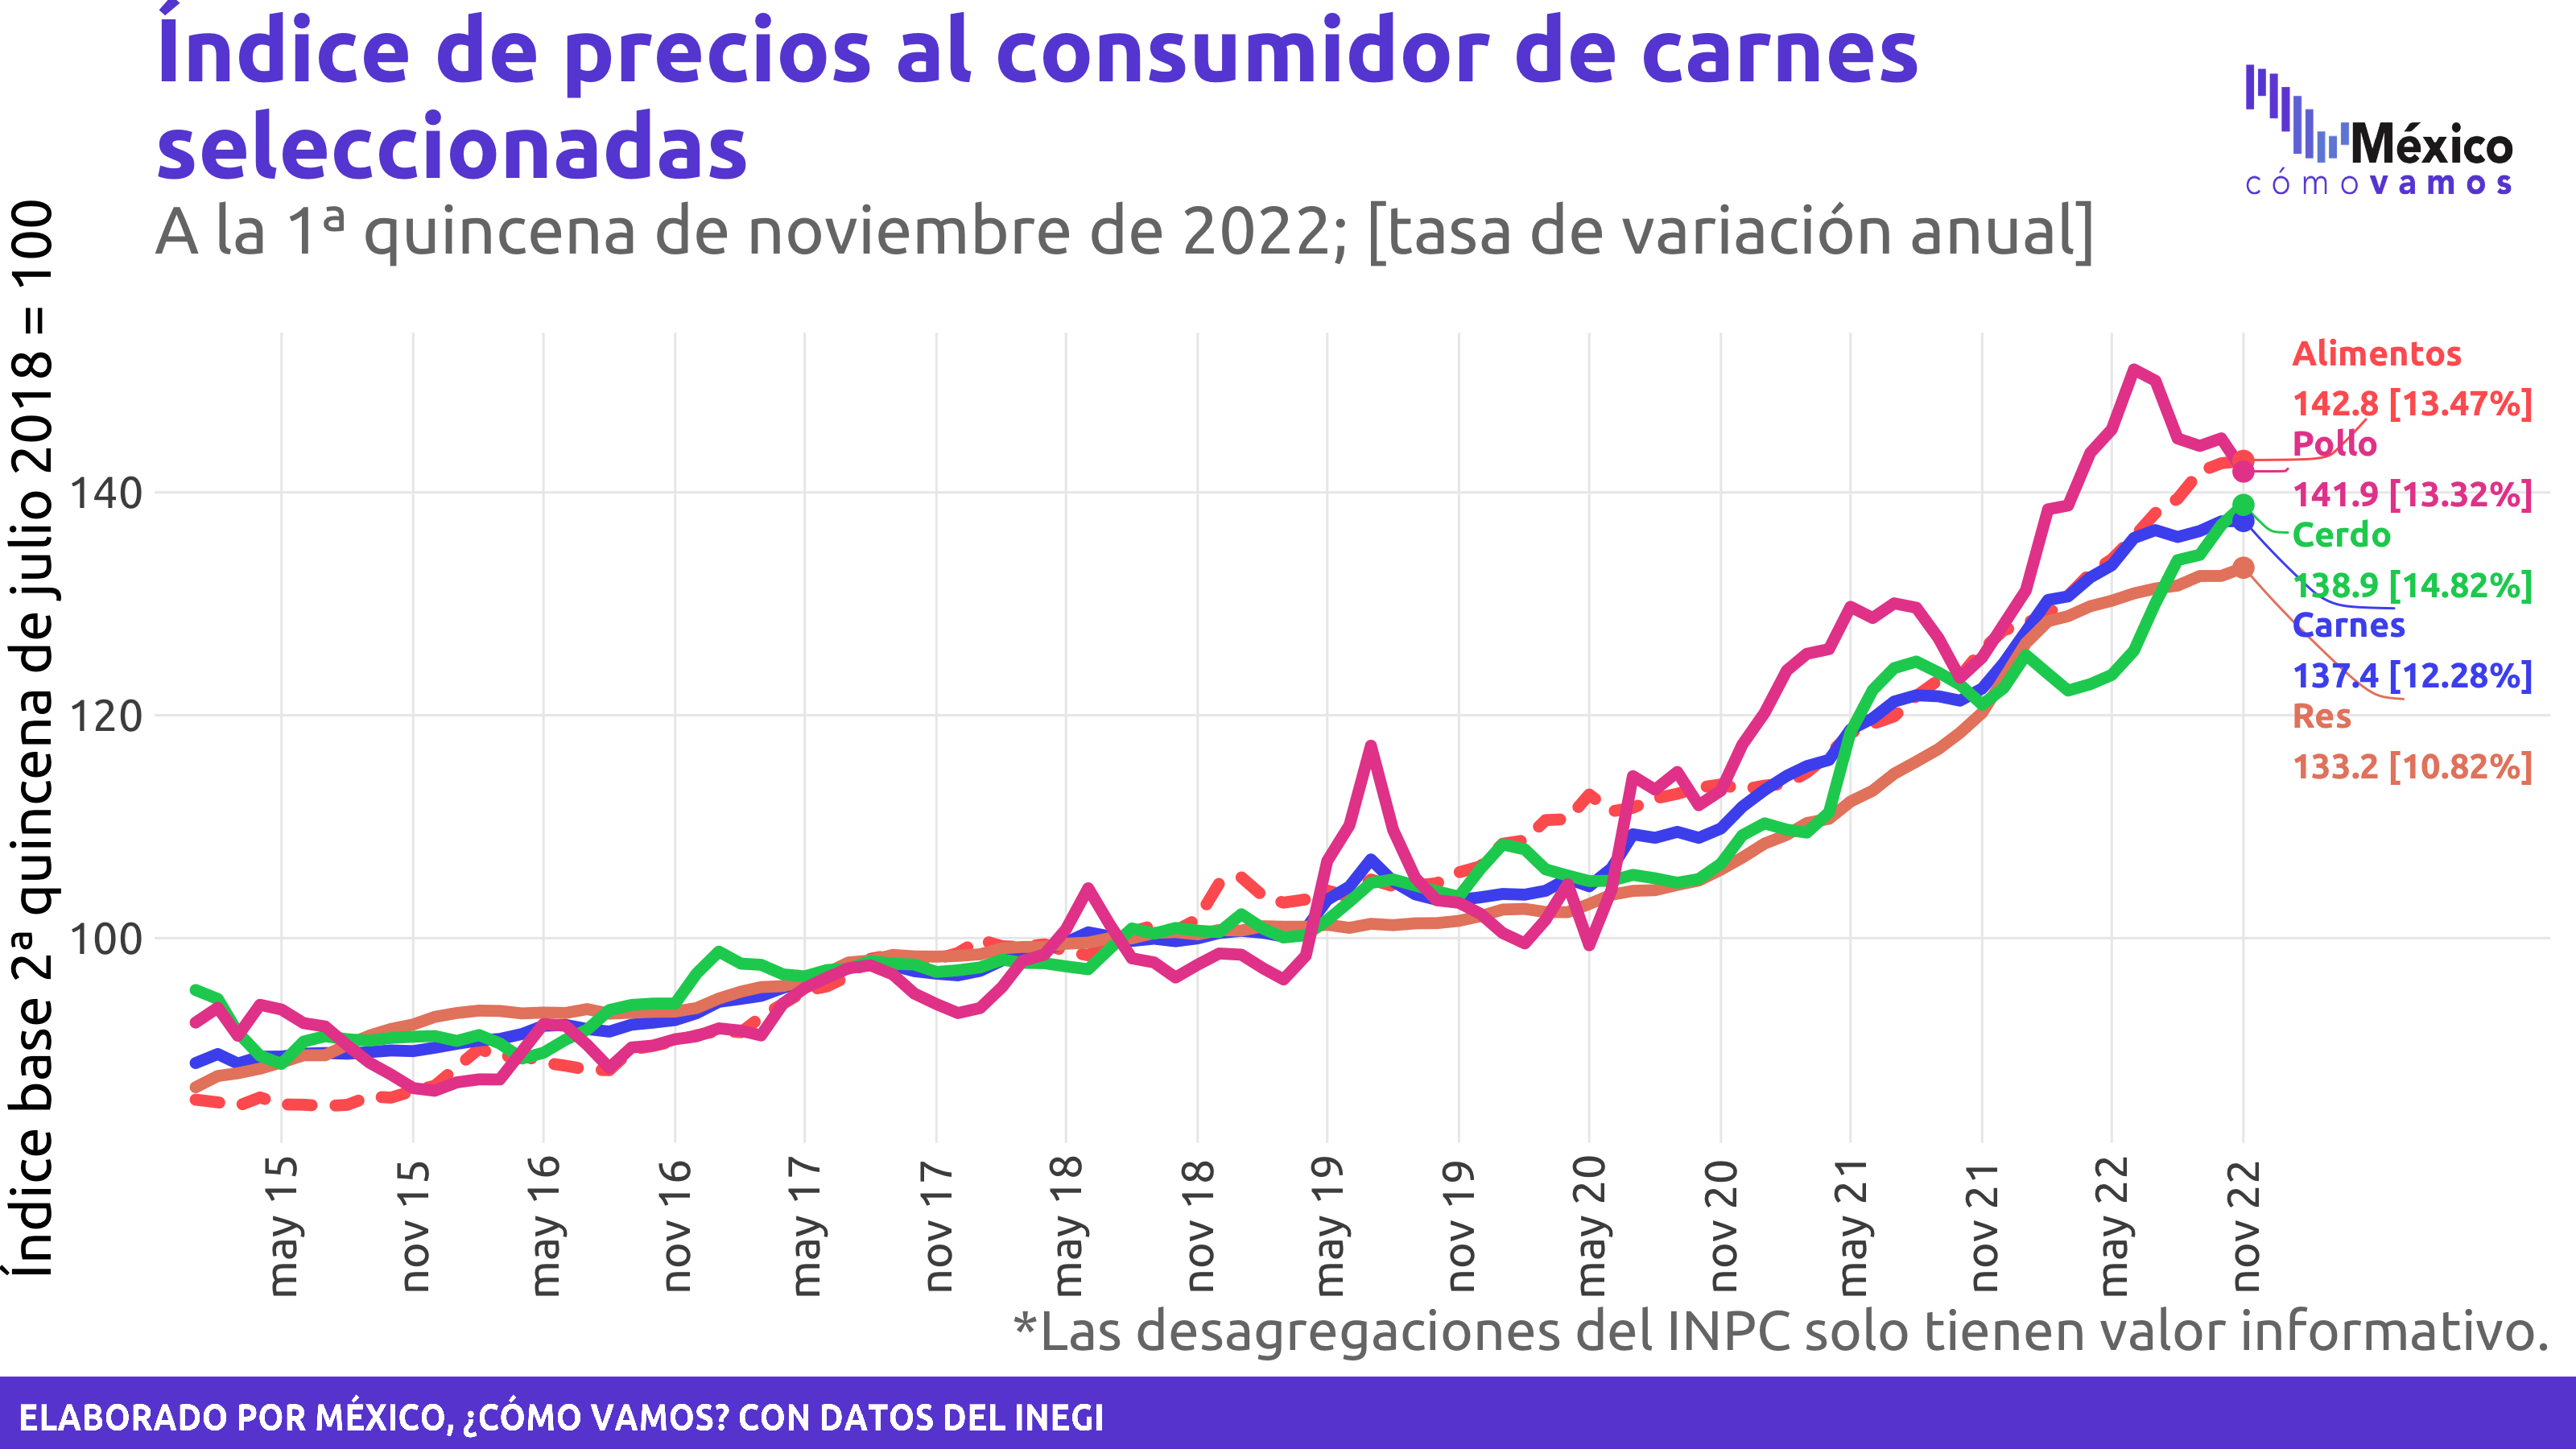 Índice de precios al consumidor de carnes
seleccionadas
A la 1ª quincena de noviembre de 2022; [tasa de variación anual]
México
cómo vamos
Índice base 2ª quincena de julio 2018 = 100
140
120
100
Alimentos
142.8 [13.47%]
Pollo
141.9 [13.32%]
Cerdo
138.9 [14.82%]
Carnes
137.4 [12.28%]
Res
133.2 [10.82%]
may 15
nov 15
may 16
nov 16
may 17
nov 17
may 18
nov 18
may 19
nov 19
may 20
nov 20
may 21
nov 21
may 22
nov 22
*Las desagregaciones del INPC solo tienen valor informativo.
ELABORADO POR MÉXICO, ¿CÓMO VAMOS? CON DATOS DEL INEGI